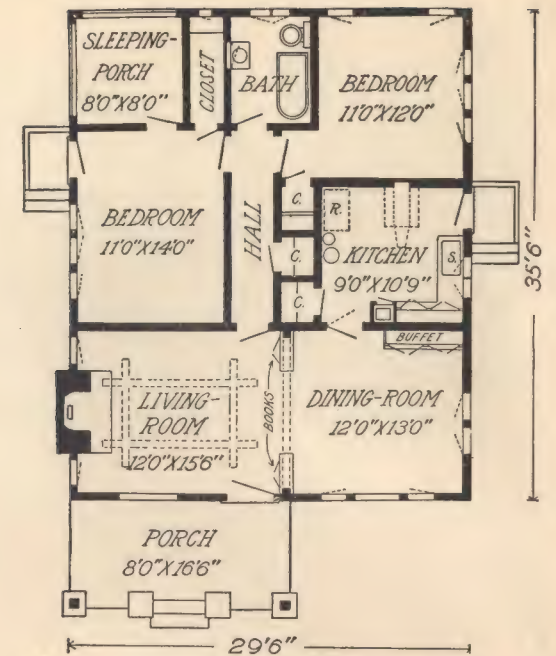 SLEEPING-
PORCH
8'0"X8'0"
CLOSET
BATH
BEDROOM
11'0"X12'0"
BEDROOM
11'0"X14'0"
HALL
C.
C.
C.
R.
KITCHEN
9'0"X10'9"
S.
BUFFET
LIVING-
ROOM
12'0"X15'6"
BOOKS
DINING-ROOM
12'0"X13'0"
PORCH
8'0"X16'6"
35'6"
29'6"